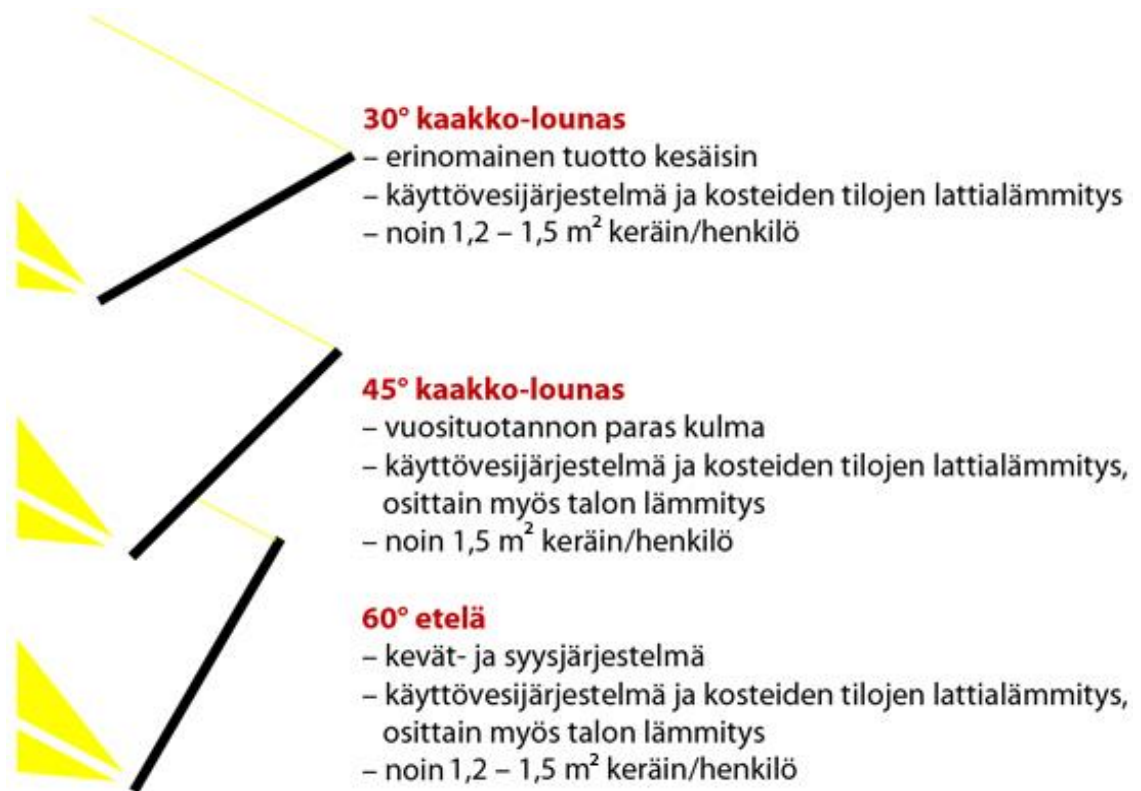 30° kaakko-lounas
– erinomainen tuotto kesäisin
– käyttövesijärjestelmä ja kosteiden tilojen lattialämmitys
– noin 1,2 – 1,5 m² keräin/henkilö
45° kaakko-lounas
– vuosituotannon paras kulma
– käyttövesijärjestelmä ja kosteiden tilojen lattialämmitys,
osittain myös talon lämmitys
– noin 1,5 m² keräin/henkilö
60° etelä
– kevät- ja syysjärjestelmä
– käyttövesijärjestelmä ja kosteiden tilojen lattialämmitys,
osittain myös talon lämmitys
– noin 1,2 – 1,5 m² keräin/henkilö